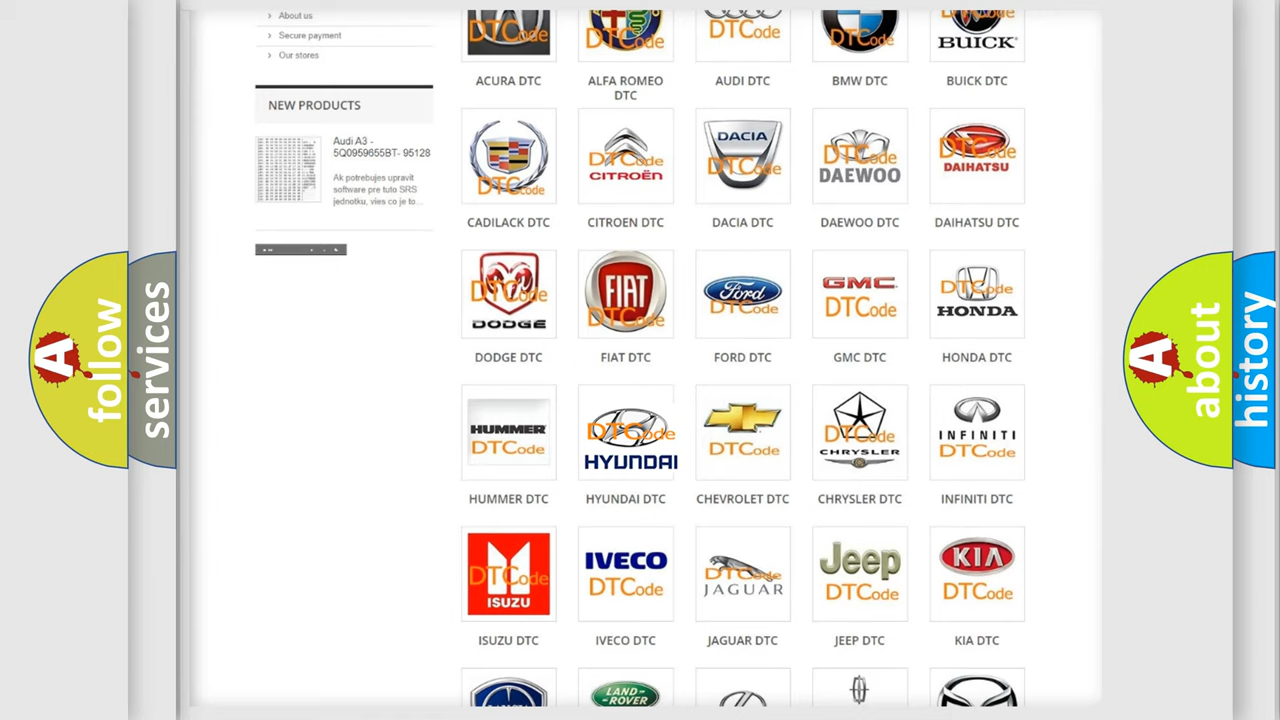 About us
Secure payment
Our stores
NEW PRODUCTS
Audi A3 -
5Q0959655BT- 95128
Ak potrebujes upravit
software pre tuto SRS
jednotku, vies co je to...
DTCode DTCode DTCode DTCode DTCode
BUICK
ACURA DTC ALFA ROMEO DTC AUDI DTC BMW DTC BUICK DTC
DTCode
DTCode CITROËN
DACIA DTCode
DTCode DAEWOO
DTCode DAIHATSU
CADILACK DTC CITROEN DTC DACIA DTC DAEWOO DTC DAIHATSU DTC
DTCode DODGE
FIAT DTCode
Ford DTCode
GMC DTCode
DTCode HONDA
DODGE DTC FIAT DTC FORD DTC GMC DTC HONDA DTC
HUMMER DTCode
DTCode HYUNDAI
DTCode
DTCode CHRYSLER
INFINITI DTCode
HUMMER DTC HYUNDAI DTC CHEVROLET DTC CHRYSLER DTC INFINITI DTC
DTCode ISUZU
IVECO DTCode
DTCode JAGUAR
Jeep DTCode
KIA DTCode
ISUZU DTC IVECO DTC JAGUAR DTC JEEP DTC KIA DTC
LAND-
ROVER
A follow
services
A about
history